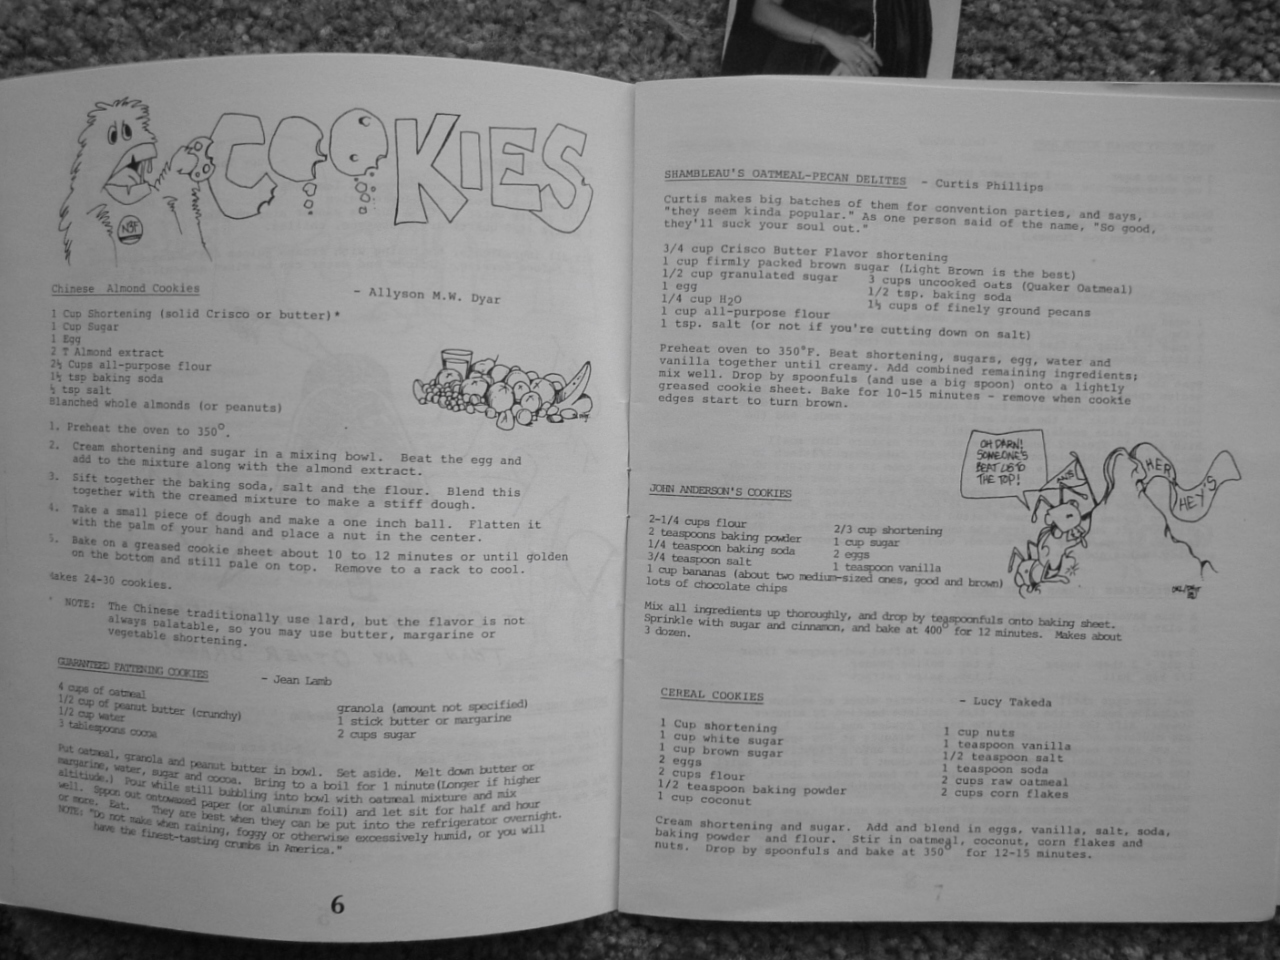 COOKIES
NSF
Chinese Almond Cookies - Allyson M.W. Dyar
1 Cup Shortening (solid Crisco or butter)*
1 Cup Sugar
1 Egg
2 T Almond extract
2½ Cups all-purpose flour
1½ tsp baking soda
½ tsp salt
Blanched whole almonds (or peanuts)
1. Preheat the oven to 350°.
2. Cream shortening and sugar in a mixing bowl. Beat the egg and
add to the mixture along with the almond extract.
3. Sift together the baking soda, salt and the flour. Blend this
together with the creamed mixture to make a stiff dough.
4. Take a small piece of dough and make a one inch ball. Flatten it
with the palm of your hand and place a nut in the center.
5. Bake on a greased cookie sheet about 10 to 12 minutes or until golden
on the bottom and still pale on top. Remove to a rack to cool.
Makes 24-30 cookies.
* NOTE: The Chinese traditionally use lard, but the flavor is not
always palatable, so you may use butter, margarine or
vegetable shortening.
GUARANTEED FATTENING COOKIES - Jean Lamb
4 cups of oatmeal
1/2 cup of peanut butter (crunchy)
1/2 cup water
3 tablespoons cocoa
granola (amount not specified)
1 stick butter or margarine
2 cups sugar
Put oatmeal, granola and peanut butter in bowl. Set aside. Melt down butter or
margarine, water, sugar and cocoa. Bring to a boil for 1 minute(Longer if higher
altitiude.) Pour while still bubbling into bowl with oatmeal mixture and mix
well. Sppon out ontowaxed paper (or aluminum foil) and let sit for half and hour
or more. Eat. They are best when they can be put into the refrigerator overnight.
NOTE: "Do not make when raining, foggy or otherwise excessively humid, or you will
have the finest-tasting crumbs in America."
6
SHAMBLEAU'S OATMEAL-PECAN DELITES - Curtis Phillips
Curtis makes big batches of them for convention parties, and says,
"they seem kinda popular." As one person said of the name, "So good,
they'll suck your soul out."
3/4 cup Crisco Butter Flavor shortening
1 cup firmly packed brown sugar (Light Brown is the best)
1/2 cup granulated sugar 3 cups uncooked oats (Quaker Oatmeal)
1 egg 1/2 tsp. baking soda
1/4 cup H2O 1½ cups of finely ground pecans
1 cup all-purpose flour
1 tsp. salt (or not if you're cutting down on salt)
Preheat oven to 350°F. Beat shortening, sugars, egg, water and
vanilla together until creamy. Add combined remaining ingredients;
mix well. Drop by spoonfuls (and use a big spoon) onto a lightly
greased cookie sheet. Bake for 10-15 minutes - remove when cookie
edges start to turn brown.
OH DARN!
SOMEONE'S
BEAT US TO
THE TOP!
HER
HEY'S
JOHN ANDERSON'S COOKIES
2-1/4 cups flour 2/3 cup shortening
2 teaspoons baking powder 1 cup sugar
1/4 teaspoon baking soda 2 eggs
3/4 teaspoon salt 1 teaspoon vanilla
1 cup bananas (about two medium-sized ones, good and brown)
lots of chocolate chips
Mix all ingredients up thoroughly, and drop by teaspoonfuls onto baking sheet.
Sprinkle with sugar and cinnamon, and bake at 400° for 12 minutes. Makes about
3 dozen.
CEREAL COOKIES - Lucy Takeda
1 Cup shortening
1 cup white sugar
1 cup brown sugar
2 eggs
2 cups flour
1/2 teaspoon baking powder
1 cup coconut
1 cup nuts
1 teaspoon vanilla
1/2 teaspoon salt
1 teaspoon soda
2 cups raw oatmeal
2 cups corn flakes
Cream shortening and sugar. Add and blend in eggs, vanilla, salt, soda,
baking powder and flour. Stir in oatmeal, coconut, corn flakes and
nuts. Drop by spoonfuls and bake at 350° for 12-15 minutes.
7